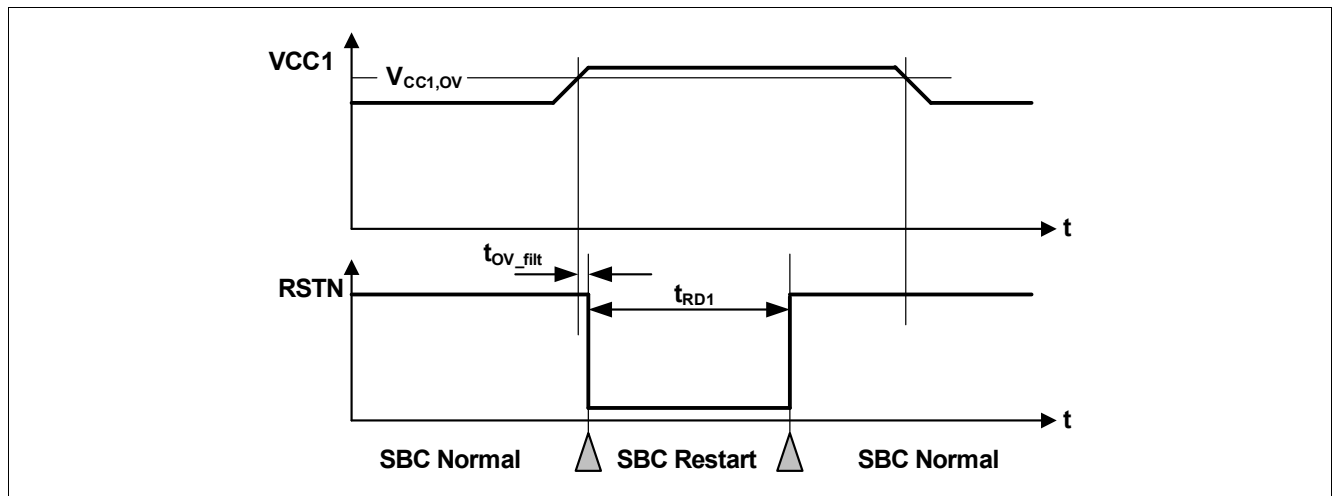 VCC1
VCC1,OV
t
tOV_filt
RSTN
tRD1
t
SBC Normal SBC Restart SBC Normal